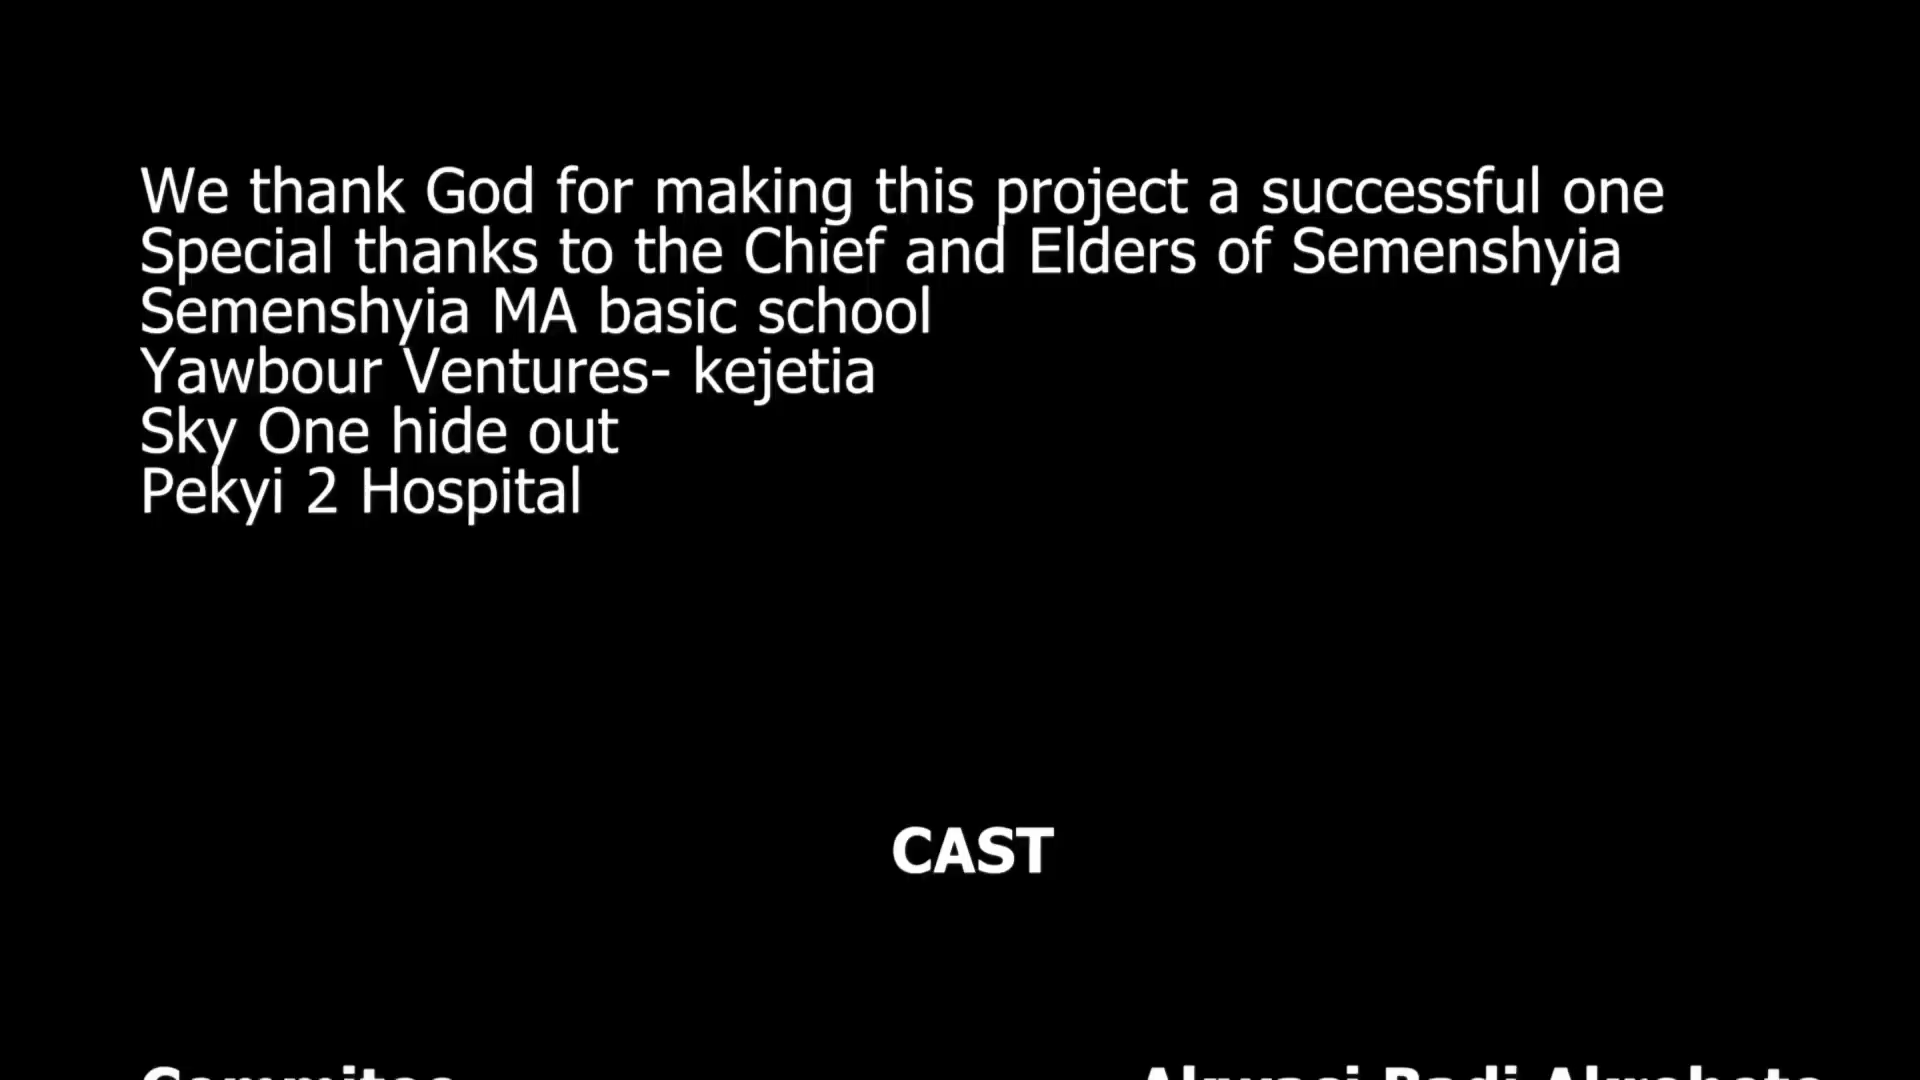 We thank God for making this project a successful one
Special thanks to the Chief and Elders of Semenshyia
Semenshyia MA basic school
Yawbour Ventures- kejetia
Sky One hide out
Pekyi 2 Hospital
CAST
Commitee